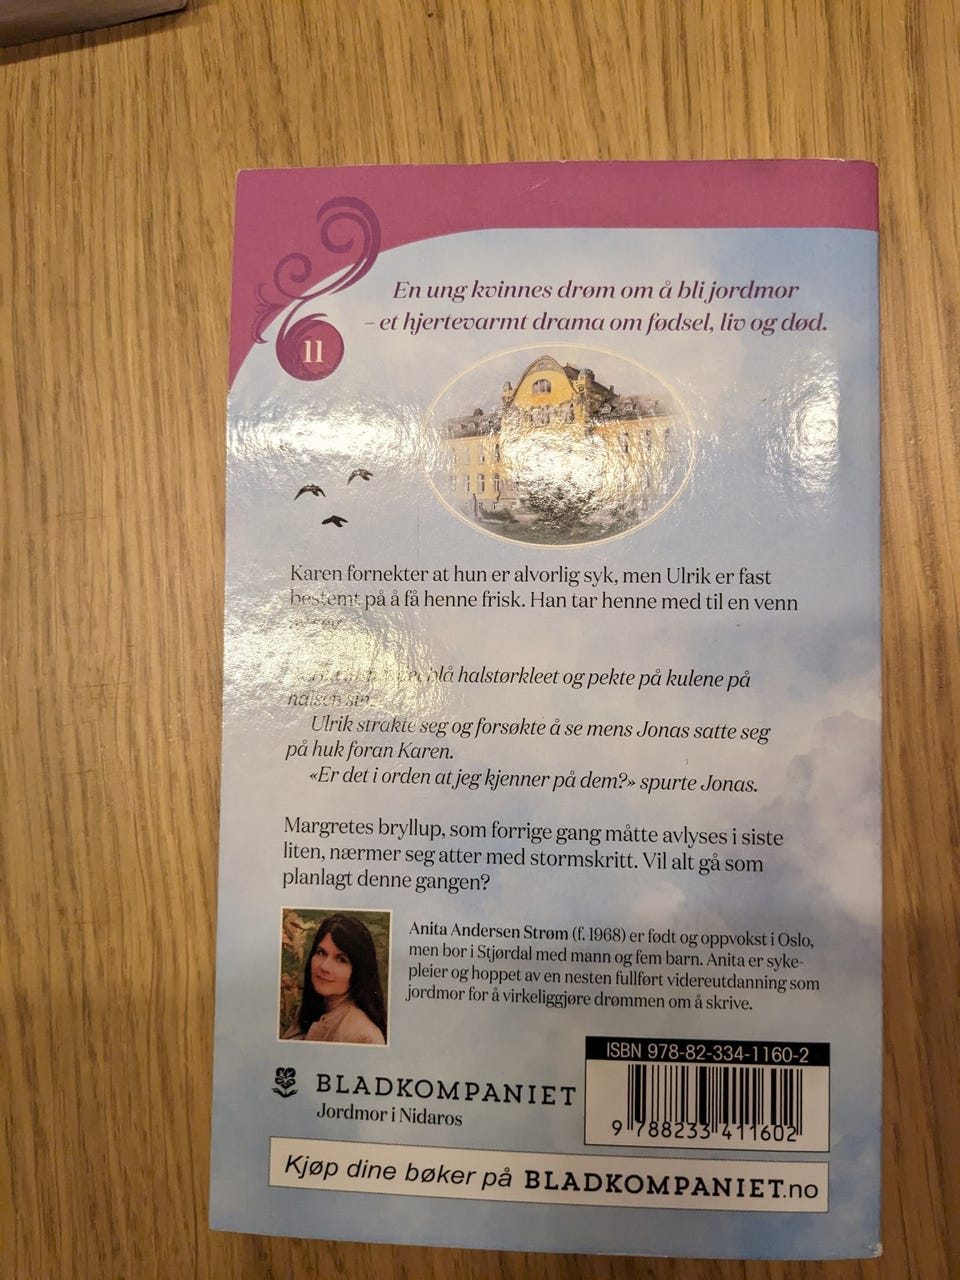 En ung kvinnes drøm om å bli jordmor
– et hjertevarmt drama om fødsel, liv og død.
11
Karen fornekter at hun er alvorlig syk, men Ulrik er fast
bestemt på å få henne frisk. Han tar henne med til en venn
blå halstørkleet og pekte på kulene på
halsen sin.
Ulrik strakte seg og forsøkte å se mens Jonas satte seg
på huk foran Karen.
«Er det i orden at jeg kjenner på dem?» spurte Jonas.
Margretes bryllup, som forrige gang måtte avlyses i siste
liten, nærmer seg atter med stormskritt. Vil alt gå som
planlagt denne gangen?
Anita Andersen Strøm (f. 1968) er født og oppvokst i Oslo,
men bor i Stjørdal med mann og fem barn. Anita er syke-
pleier og hoppet av en nesten fullført videreutdanning som
jordmor for å virkeliggjøre drømmen om å skrive.
ISBN 978-82-334-1160-2
9 788233 411602
BLADKOMPANIET
Jordmor i Nidaros
Kjøp dine bøker på BLADKOMPANIET.no